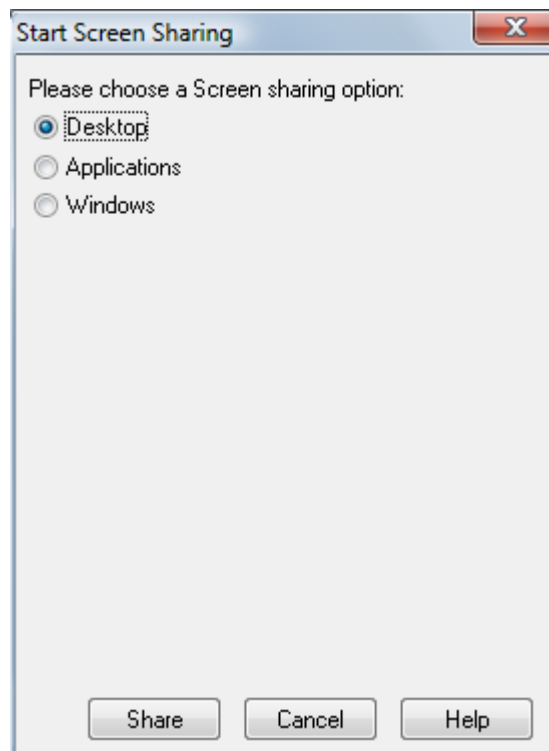 Start Screen Sharing
Please choose a Screen sharing option:
Desktop
Applications
Windows
Share Cancel Help